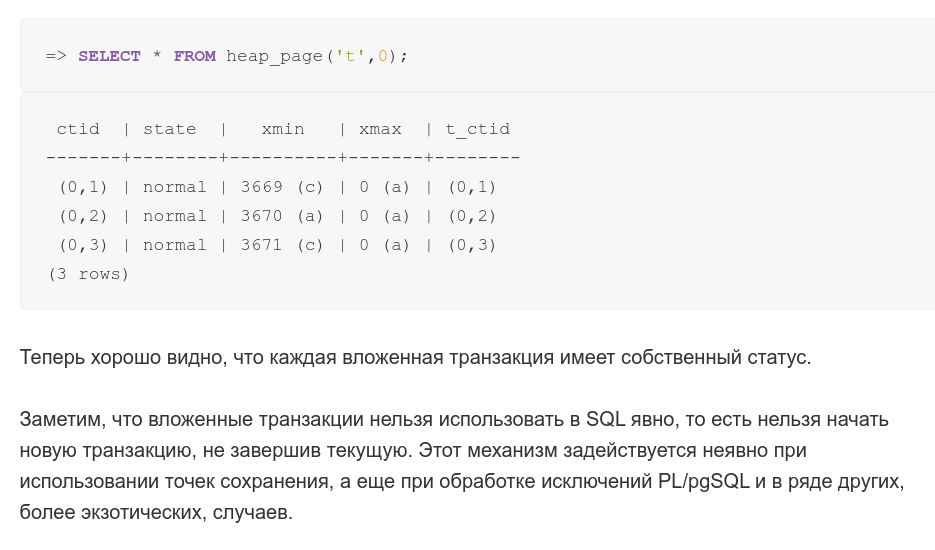 => SELECT * FROM heap_page('t',0);
ctid | state | xmin | xmax | t_ctid
-------+--------+----------+-------+--------
(0,1) | normal | 3669 (c) | 0 (a) | (0,1)
(0,2) | normal | 3670 (a) | 0 (a) | (0,2)
(0,3) | normal | 3671 (c) | 0 (a) | (0,3)
(3 rows)
Теперь хорошо видно, что каждая вложенная транзакция имеет собственный статус.
Заметим, что вложенные транзакции нельзя использовать в SQL явно, то есть нельзя начать
новую транзакцию, не завершив текущую. Этот механизм задействуется неявно при
использовании точек сохранения, а еще при обработке исключений PL/pgSQL и в ряде других,
более экзотических, случаев.